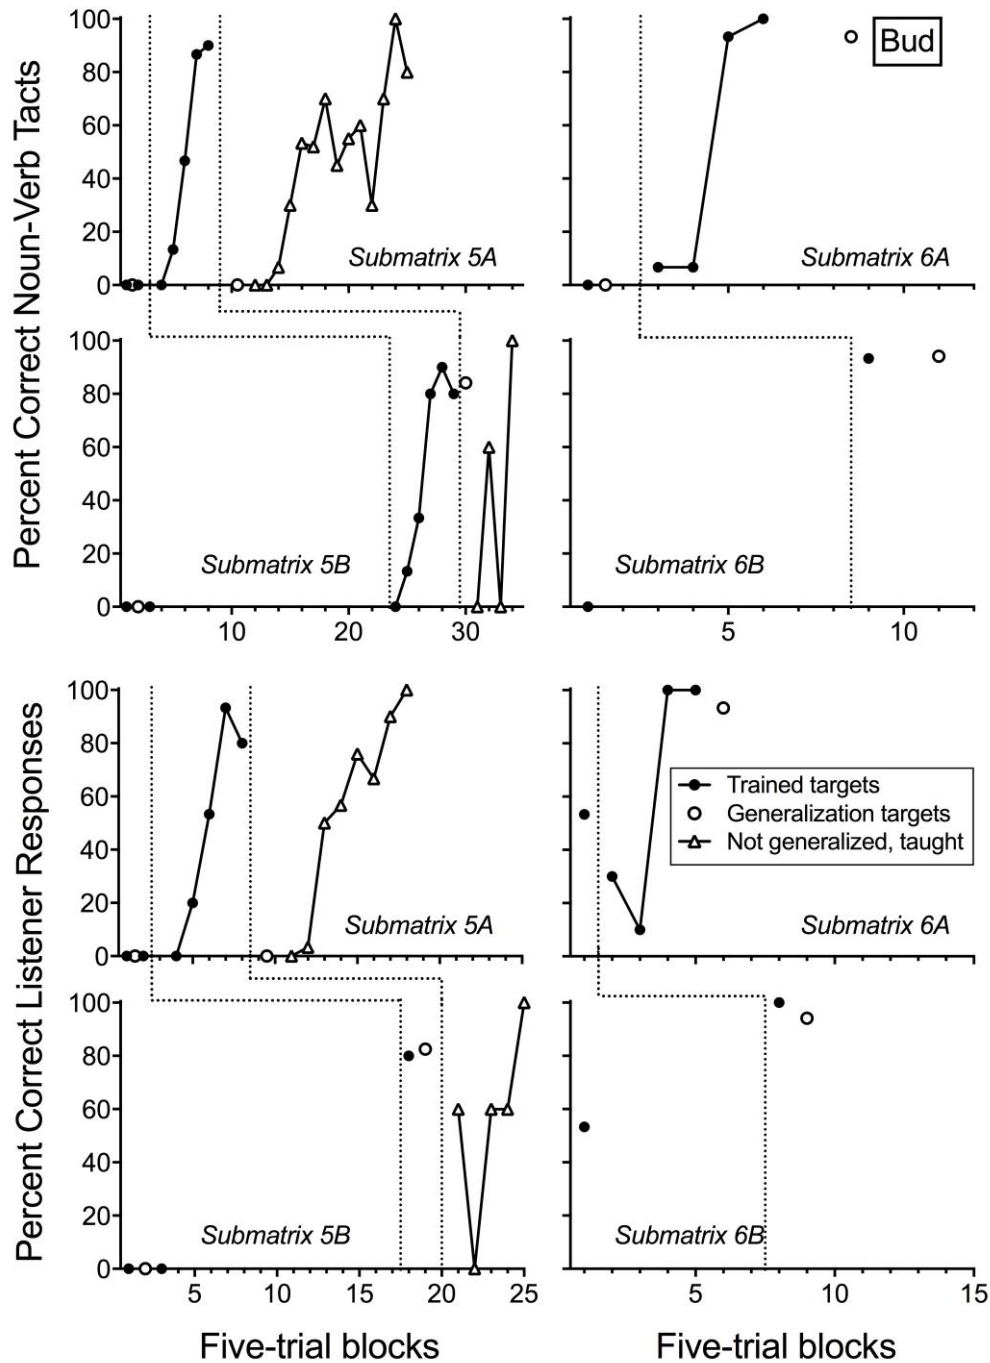 Percent Correct Noun-Verb Tacts
100
80
60
40
20
0
Submatrix 5A
Bud
Submatrix 6A
100
80
60
40
20
0
10
20
30
Submatrix 5B
5
10
Submatrix 6B
Percent Correct Listener Responses
100
80
60
40
20
0
Submatrix 5A
Trained targets
Generalization targets
Not generalized, taught
Submatrix 6A
100
80
60
40
20
0
Submatrix 5B
5
10
15
20
25
Submatrix 6B
5
10
15
Five-trial blocks
Five-trial blocks